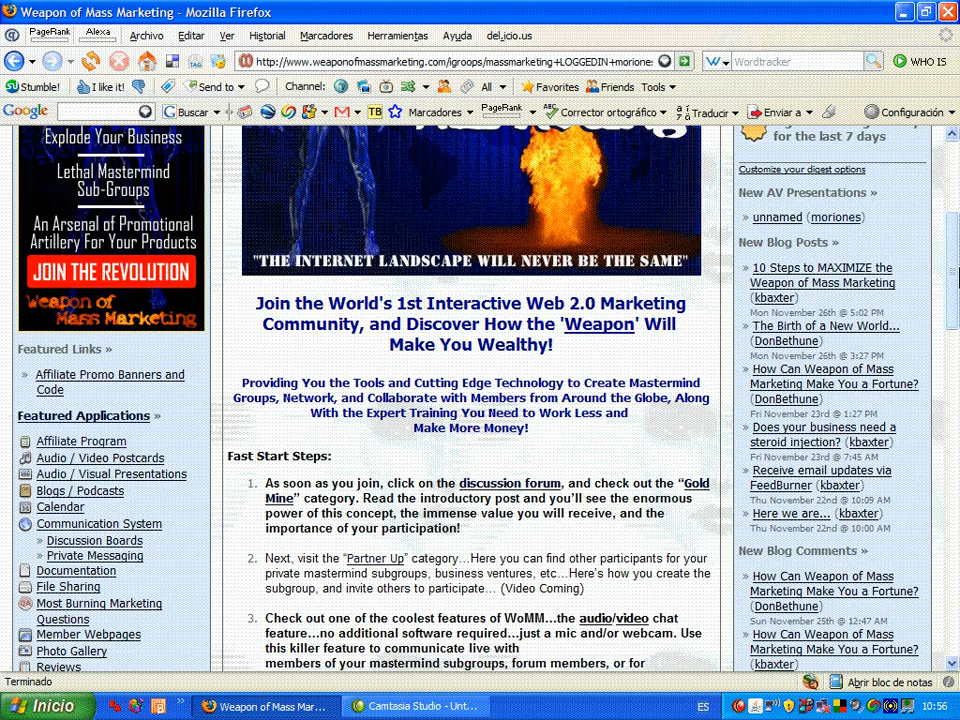 Weapon of Mass Marketing - Mozilla Firefox
PageRank Alexa Archivo Editar Ver Historial Marcadores Herramientas Ayuda del.icio.us
http://www.weaponofmassmarketing.com/igroups/massmarketing+LOGGEDIN+moriones Wordtracker WHO IS
Stumble! I like it! Send to Channel: All Favorites Friends Tools
Google Buscar TB Marcadores PageRank Corrector ortográfico Traducir Enviar a Configuración
Explode Your Business
Lethal Mastermind
Sub-Groups
An Arsenal of Promotional
Artillery For Your Products
JOIN THE REVOLUTION
Weapon of
Mass Marketing
Featured Links »
» Affiliate Promo Banners and
Code
Featured Applications »
Affiliate Program
Audio / Video Postcards
Audio / Visual Presentations
Blogs / Podcasts
Calendar
Communication System
» Discussion Boards
» Private Messaging
Documentation
File Sharing
Most Burning Marketing
Questions
Member Webpages
Photo Gallery
Reviews
"THE INTERNET LANDSCAPE WILL NEVER BE THE SAME"
Join the World's 1st Interactive Web 2.0 Marketing
Community, and Discover How the 'Weapon' Will
Make You Wealthy!
Providing You the Tools and Cutting Edge Technology to Create Mastermind
Groups, Network, and Collaborate with Members from Around the Globe, Along
With the Expert Training You Need to Work Less and
Make More Money!
Fast Start Steps:
1. As soon as you join, click on the discussion forum, and check out the “Gold
Mine” category. Read the introductory post and you’ll see the enormous
power of this concept, the immense value you will receive, and the
importance of your participation!
2. Next, visit the “Partner Up” category…Here you can find other participants for your
private mastermind subgroups, business ventures, etc…Here’s how you create the
subgroup, and invite others to participate… (Video Coming)
3. Check out one of the coolest features of WoMM…the audio/video chat
feature…no additional software required…just a mic and/or webcam. Use
this killer feature to communicate live with
members of your mastermind subgroups, forum members, or for
for the last 7 days
Customize your digest options
New AV Presentations »
» unnamed (moriones)
New Blog Posts »
» 10 Steps to MAXIMIZE the
Weapon of Mass Marketing
(kbaxter)
Mon November 26th @ 5:02 PM
» The Birth of a New World...
(DonBethune)
Mon November 26th @ 3:27 PM
» How Can Weapon of Mass
Marketing Make You a Fortune?
(DonBethune)
Fri November 23rd @ 1:27 PM
» Does your business need a
steroid injection? (kbaxter)
Fri November 23rd @ 7:45 AM
» Receive email updates via
FeedBurner (kbaxter)
Thu November 22nd @ 10:09 AM
» Here we are... (kbaxter)
Thu November 22nd @ 10:00 AM
New Blog Comments »
» How Can Weapon of Mass
Marketing Make You a Fortune?
(DonBethune)
Sun November 25th @ 12:47 AM
» How Can Weapon of Mass
Marketing Make You a Fortune?
(kbaxter)
Terminado Abrir bloc de notas
Inicio Weapon of Mass Mar... Camtasia Studio - Unt... ES 10:56